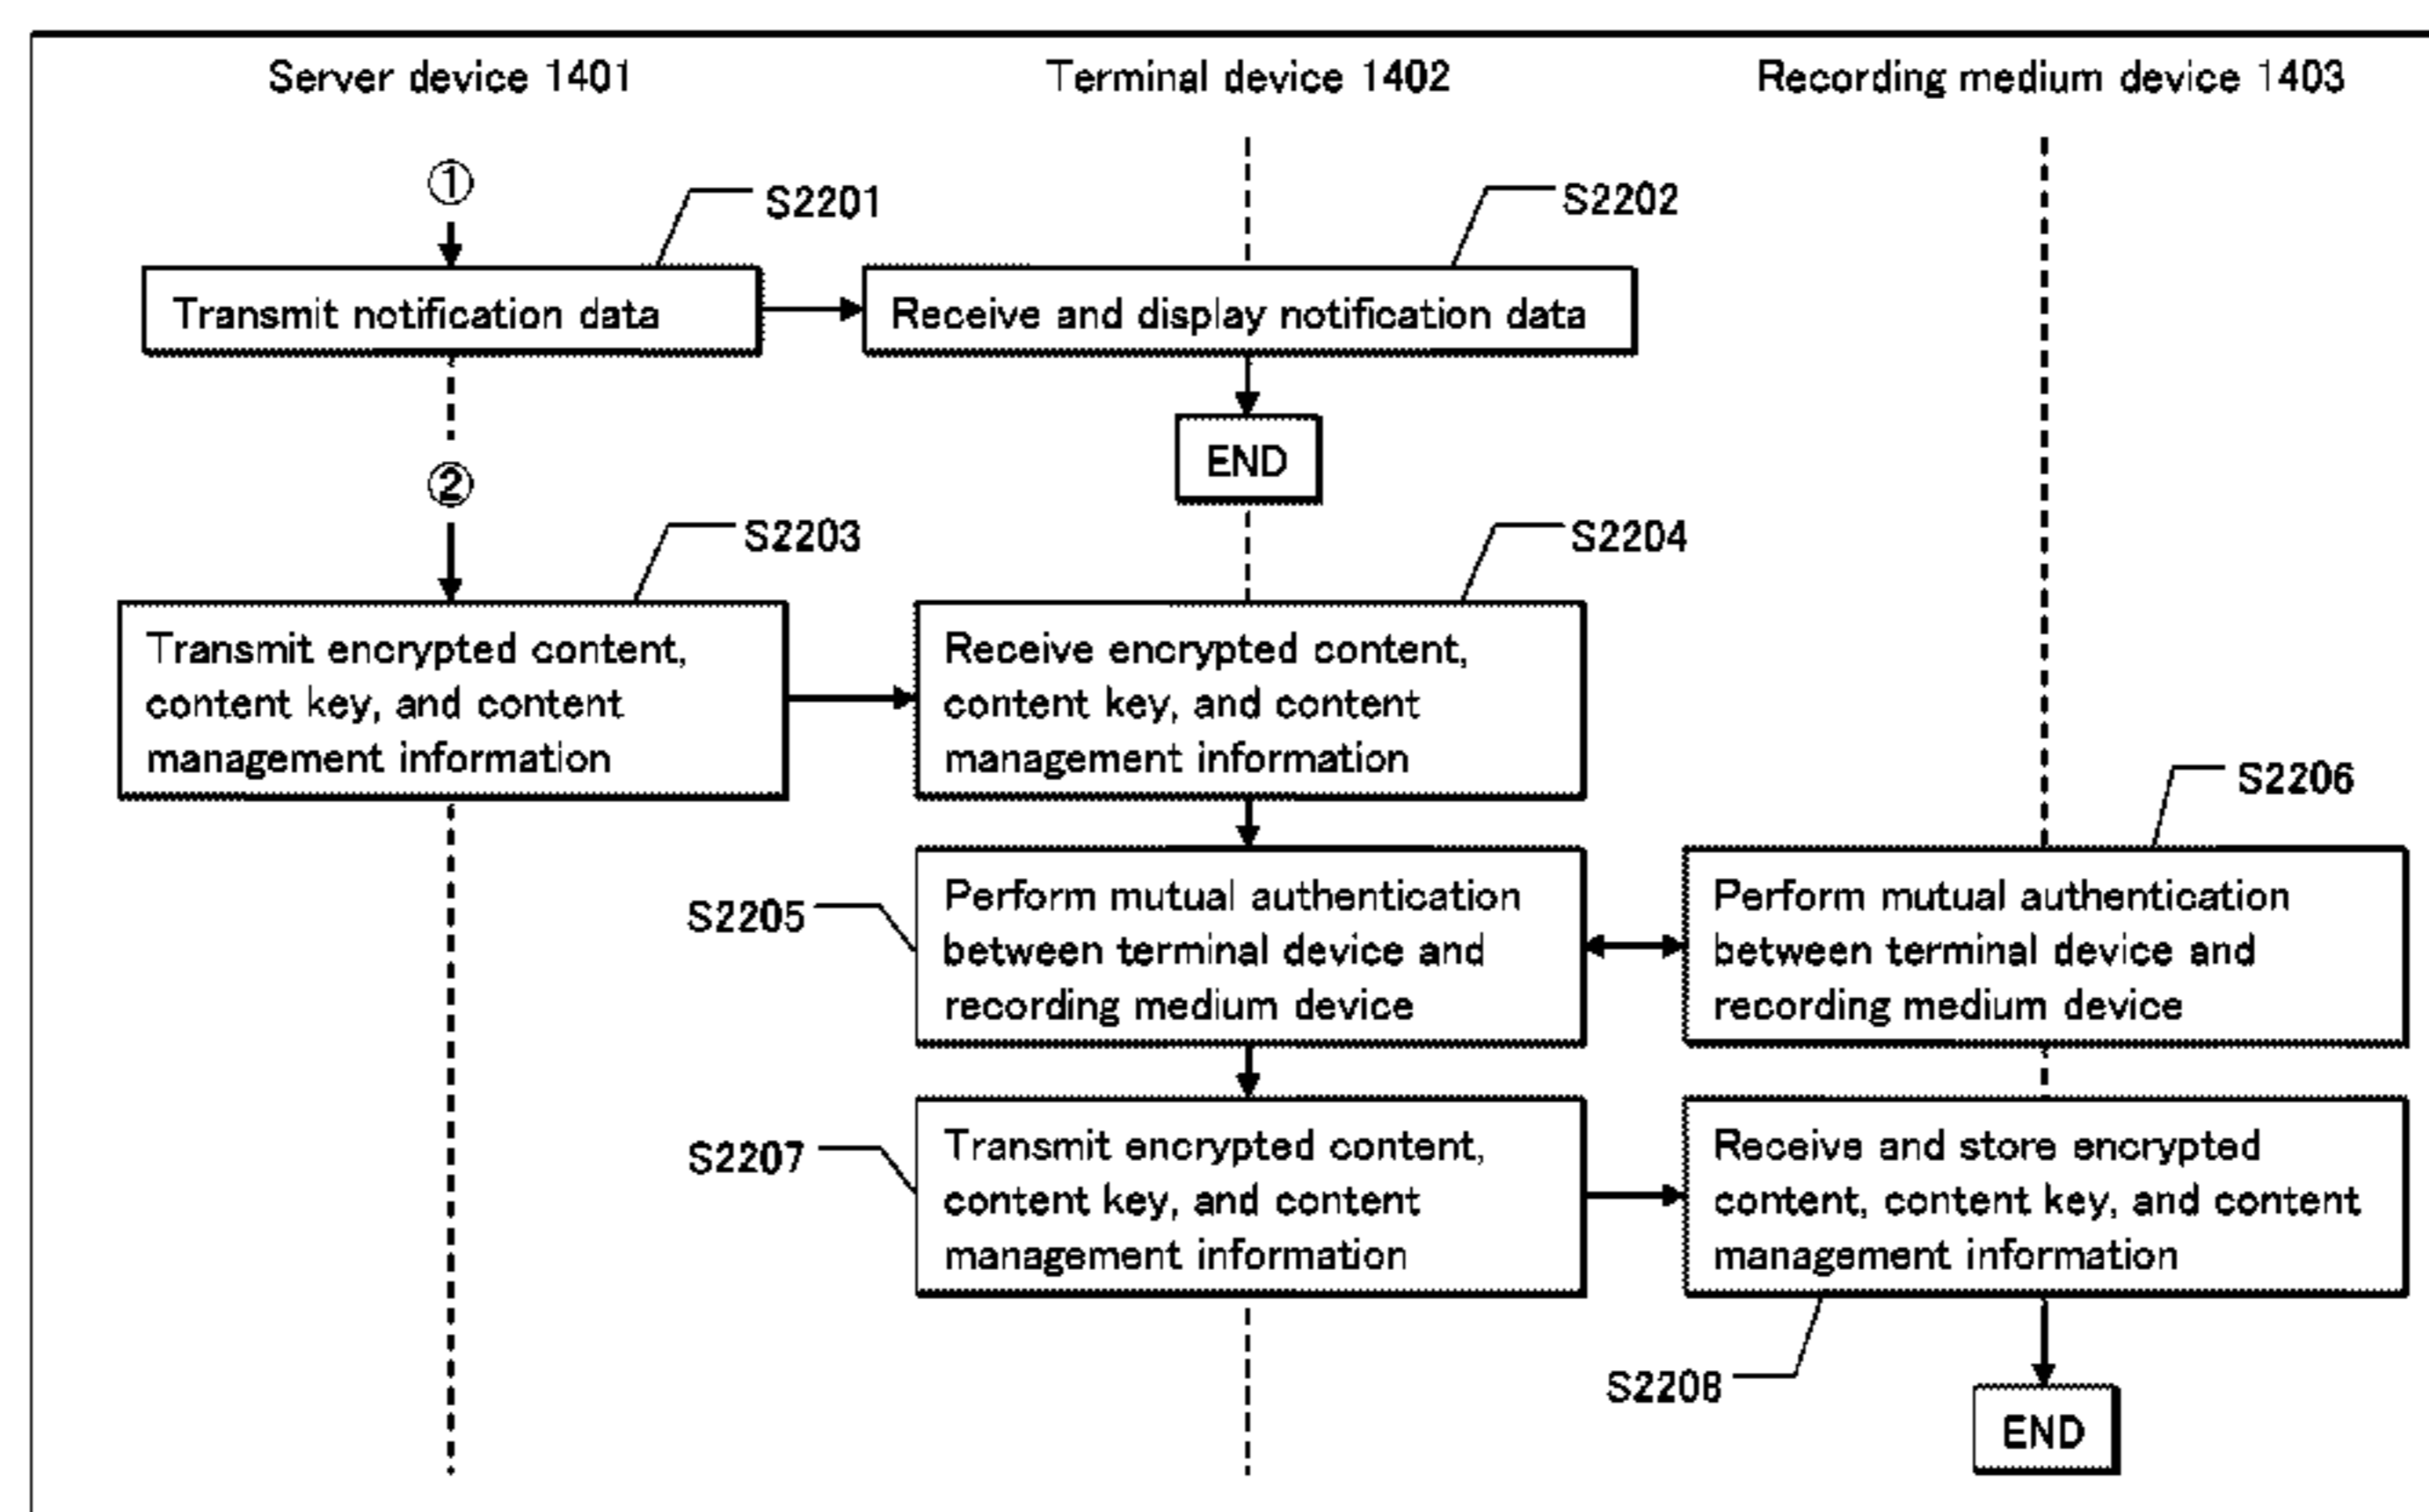 Server device 1401
Terminal device 1402
Recording medium device 1403
①
S2201
S2202
Transmit notification data
Receive and display notification data
END
②
S2203
S2204
Transmit encrypted content,
content key, and content
management information
Receive encrypted content,
content key, and content
management information
S2206
S2205
Perform mutual authentication
between terminal device and
recording medium device
Perform mutual authentication
between terminal device and
recording medium device
S2207
Transmit encrypted content,
content key, and content
management information
Receive and store encrypted
content, content key, and content
management information
S2208
END